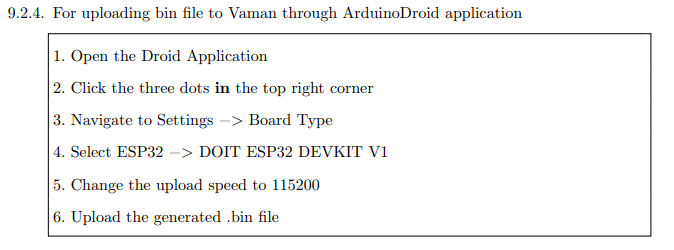 9.2.4. For uploading bin file to Vaman through ArduinoDroid application
1. Open the Droid Application
2. Click the three dots in the top right corner
3. Navigate to Settings —> Board Type
4. Select ESP32 —> DOIT ESP32 DEVKIT V1
5. Change the upload speed to 115200
6. Upload the generated .bin file